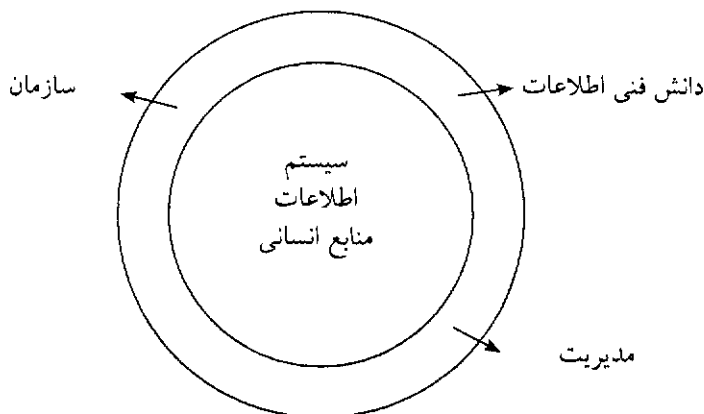 سازمان
دانش فنی اطلاعات
سیستم
اطلاعات
منابع انسانی
مدیریت